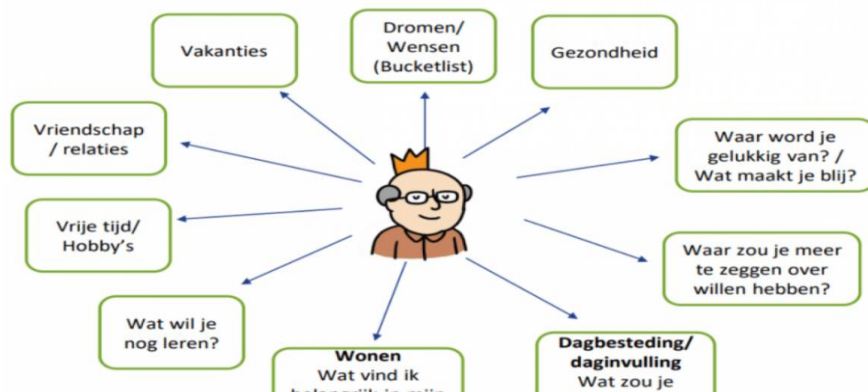 Vakanties
Dromen/
Wensen
(Bucketlist)
Gezondheid
Vriendschap
/ relaties
Waar word je
gelukkig van? /
Wat maakt je blij?
Vrije tijd/
Hobby's
Waar zou je meer
te zeggen over
willen hebben?
Wat wil je
nog leren?
Wonen
Wat vind ik
Dagbesteding/
daginvulling
Wat zou je